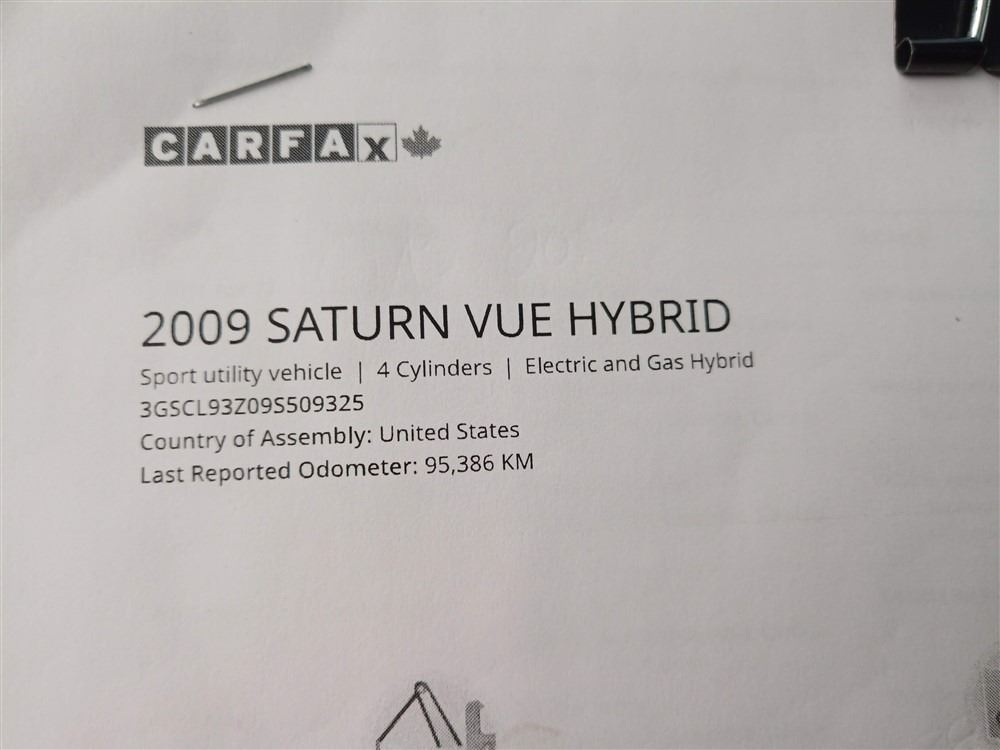 CARFAX
2009 SATURN VUE HYBRID
Sport utility vehicle | 4 Cylinders | Electric and Gas Hybrid
3GSCL93Z09S509325
Country of Assembly: United States
Last Reported Odometer: 95,386 KM